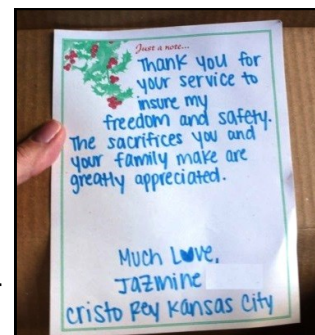 Just a note...
Thank you for
your service to
insure my
freedom and safety.
The sacrifices you and
your family make are
greatly appreciated.
Much Love,
Jazmine
Cristo Rey Kansas City